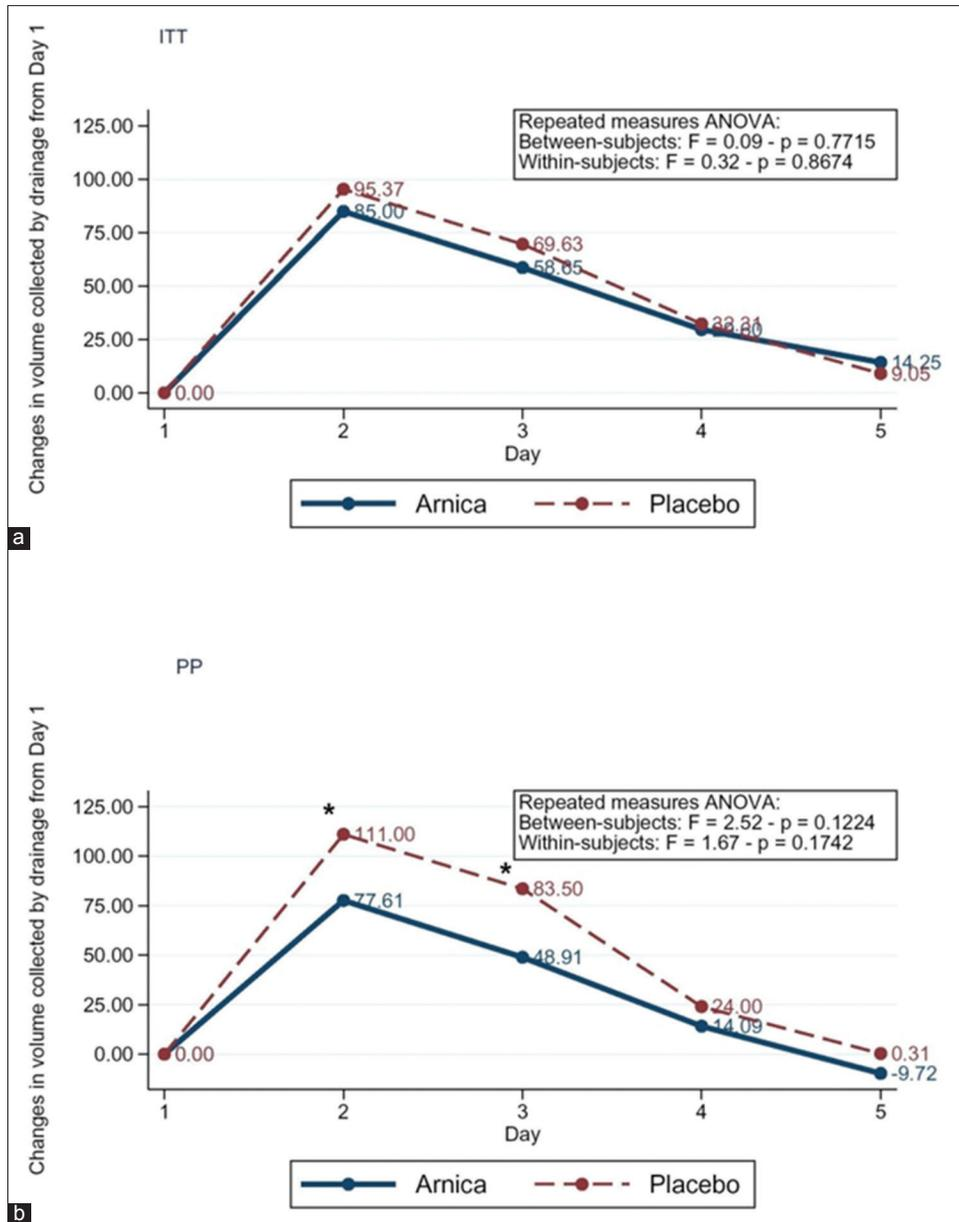 ITT
Changes in volume collected by drainage from Day 1
125.00
100.00
75.00
50.00
25.00
0.00
Repeated measures ANOVA:
Between-subjects: F = 0.09 - p = 0.7715
Within-subjects: F = 0.32 - p = 0.8674
95.37
85.00
69.63
58.65
14.25
9.05
0.00
1 2 3 4 5
Day
Arnica Placebo
a
PP
Changes in volume collected by drainage from Day 1
125.00
100.00
75.00
50.00
25.00
0.00
Repeated measures ANOVA:
Between-subjects: F = 2.52 - p = 0.1224
Within-subjects: F = 1.67 - p = 0.1742
*
111.00
*
83.50
77.61
48.91
24.00
14.09
0.31
-9.72
0.00
1 2 3 4 5
Day
Arnica Placebo
b